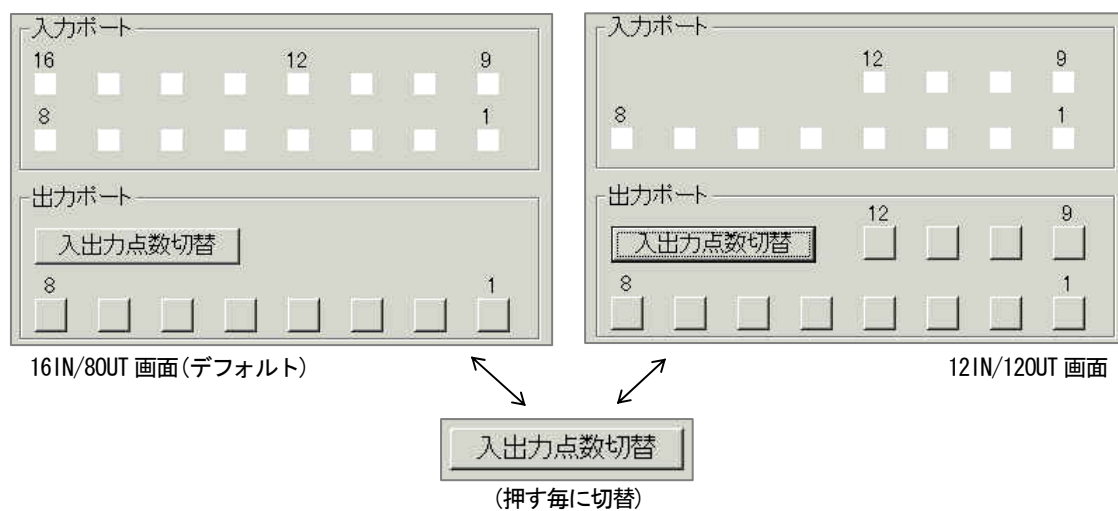 入力ポート
16 12 9
8 1
出力ポート
入出力点数切替
8 1
16IN/8OUT 画面(デフォルト)
入力ポート
12 9
8 1
出力ポート
12 9
入出力点数切替
8 1
12IN/12OUT 画面
入出力点数切替
(押す毎に切替)